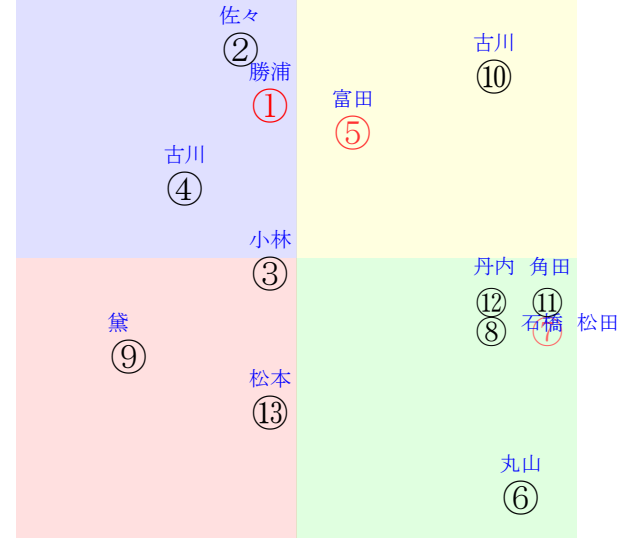 佐々
②
古川
⑩
勝浦
①
富田
⑤
古川
④
小林
③
丹内
角田
⑫
⑪
⑧
石橋
⑦
松田
黛
⑨
松本
⑬
丸山
⑥